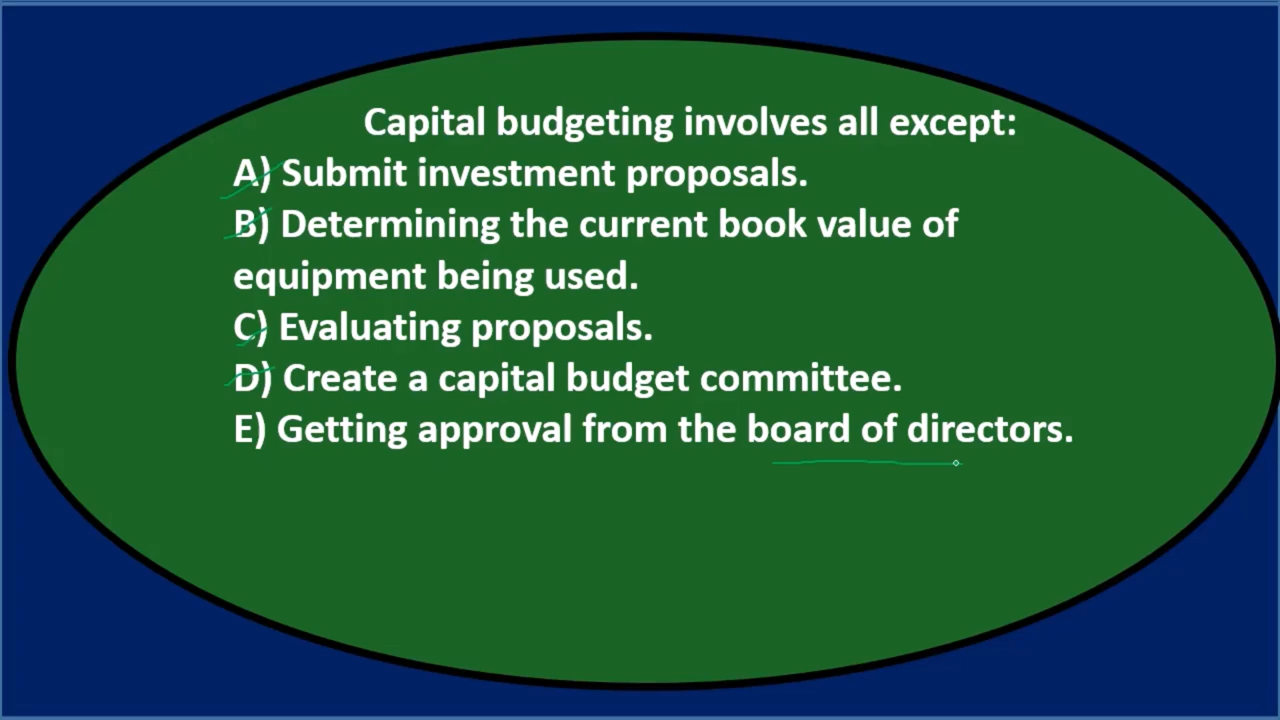 Capital budgeting involves all except:
A) Submit investment proposals.
B) Determining the current book value of
equipment being used.
C) Evaluating proposals.
D) Create a capital budget committee.
E) Getting approval from the board of directors.